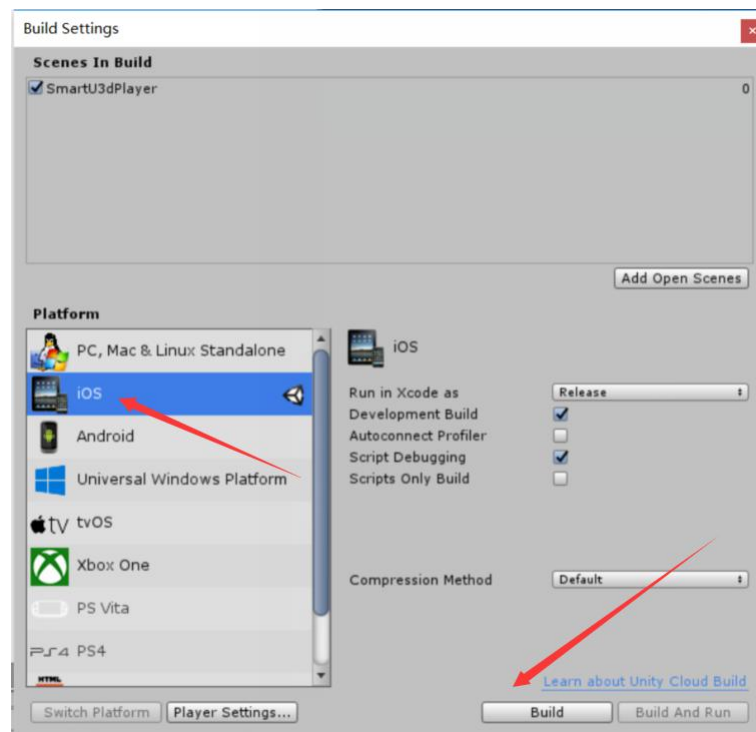 Build Settings
Scenes In Build
SmartU3dPlayer 0
Add Open Scenes
Platform
PC, Mac & Linux Standalone
iOS
Android
Universal Windows Platform
tv tvOS
Xbox One
PS Vita
PS4 PS4
HTML
iOS
Run in Xcode as Release
Development Build
Autoconnect Profiler
Script Debugging
Scripts Only Build
Compression Method Default
Learn about Unity Cloud Build
Switch Platform Player Settings... Build Build And Run